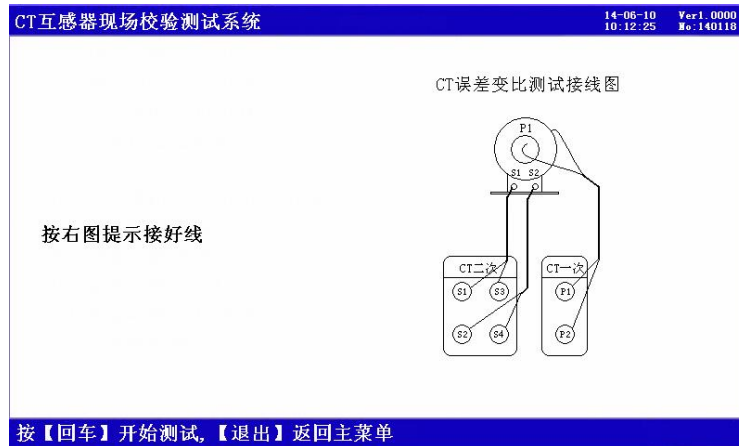 CT互感器现场校验测试系统
14-06-10 Ver1.0000
10:12:25 No:140118
CT误差变比测试接线图
P1
S1 S2
按右图提示接好线
CT二次 CT一次
S1 S3 P1
S2 S4 P2
按【回车】开始测试,【退出】返回主菜单